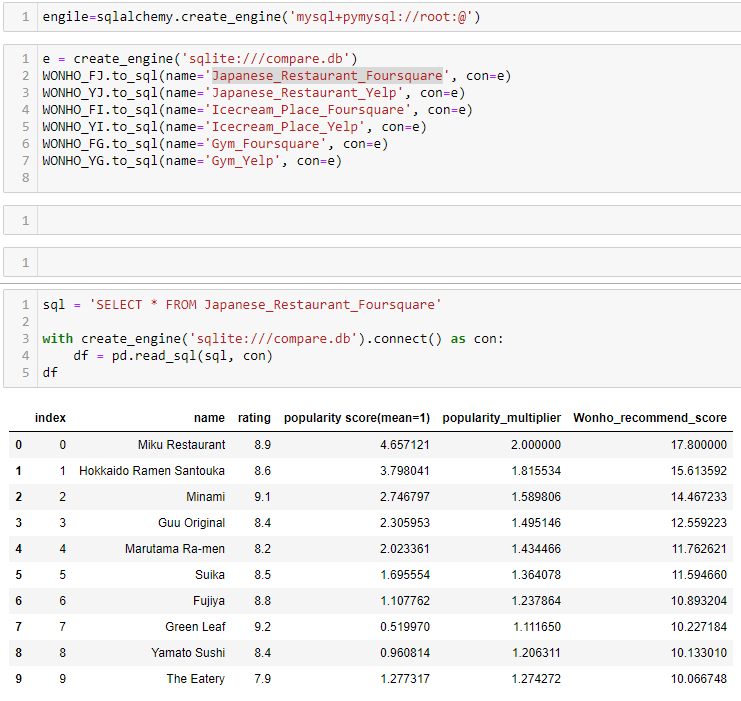 1 engile=sqlalchemy.create_engine('mysql+pymysql://root:@')
1 e = create_engine('sqlite:///compare.db')
2 WONHO_FJ.to_sql(name='Japanese_Restaurant_Foursquare', con=e)
3 WONHO_YJ.to_sql(name='Japanese_Restaurant_Yelp', con=e)
4 WONHO_FI.to_sql(name='Icecream_Place_Foursquare', con=e)
5 WONHO_YI.to_sql(name='Icecream_Place_Yelp', con=e)
6 WONHO_FG.to_sql(name='Gym_Foursquare', con=e)
7 WONHO_YG.to_sql(name='Gym_Yelp', con=e)
8
1
1
1 sql = 'SELECT * FROM Japanese_Restaurant_Foursquare'
2
3 with create_engine('sqlite:///compare.db').connect() as con:
4     df = pd.read_sql(sql, con)
5 df
index name rating popularity score(mean=1) popularity_multiplier Wonho_recommend_score
0 0 Miku Restaurant 8.9 4.657121 2.000000 17.800000
1 1 Hokkaido Ramen Santouka 8.6 3.798041 1.815534 15.613592
2 2 Minami 9.1 2.746797 1.589806 14.467233
3 3 Guu Original 8.4 2.305953 1.495146 12.559223
4 4 Marutama Ra-men 8.2 2.023361 1.434466 11.762621
5 5 Suika 8.5 1.695554 1.364078 11.594660
6 6 Fujiya 8.8 1.107762 1.237864 10.893204
7 7 Green Leaf 9.2 0.519970 1.111650 10.227184
8 8 Yamato Sushi 8.4 0.960814 1.206311 10.133010
9 9 The Eatery 7.9 1.277317 1.274272 10.066748